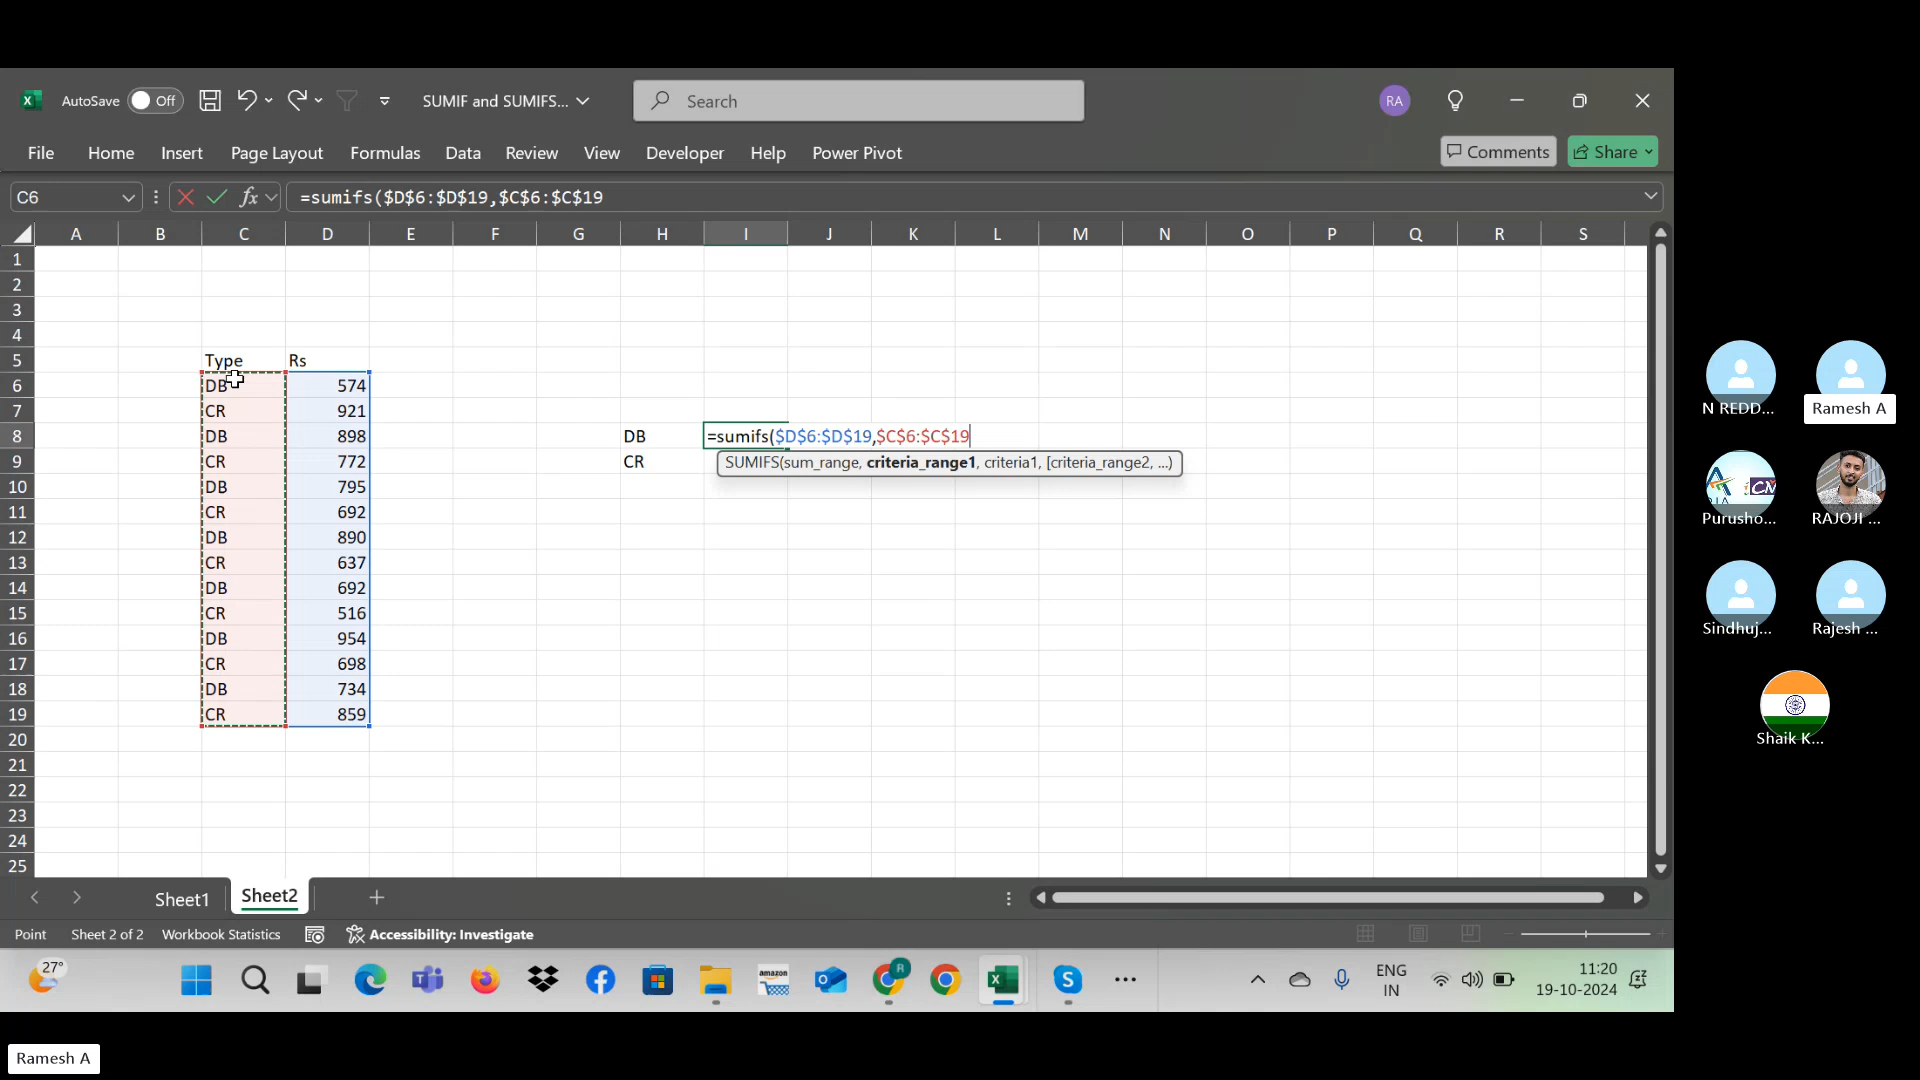 AutoSave Off SUMIF and SUMIFS... Search RA
File Home Insert Page Layout Formulas Data Review View Developer Help Power Pivot Comments Share
C6 fx =sumifs($D$6:$D$19,$C$6:$C$19
A B C D E F G H I J K L M N O P Q R S
1
2
3
4
5 Type Rs
6 DB 574
7 CR 921
8 DB 898 DB =sumifs($D$6:$D$19,$C$6:$C$19
9 CR 772 CR SUMIFS(sum_range, criteria_range1, criteria1, [criteria_range2, ...)
10 DB 795
11 CR 692
12 DB 890
13 CR 637
14 DB 692
15 CR 516
16 DB 954
17 CR 698
18 DB 734
19 CR 859
20
21
22
23
24
25
Sheet1 Sheet2
Point Sheet 2 of 2 Workbook Statistics Accessibility: Investigate
27° amazon R ENG 11:20
IN 19-10-2024
N REDD... Ramesh A
Purusho... RAJOJI ...
Sindhuj... Rajesh ...
Shaik K...
Ramesh A